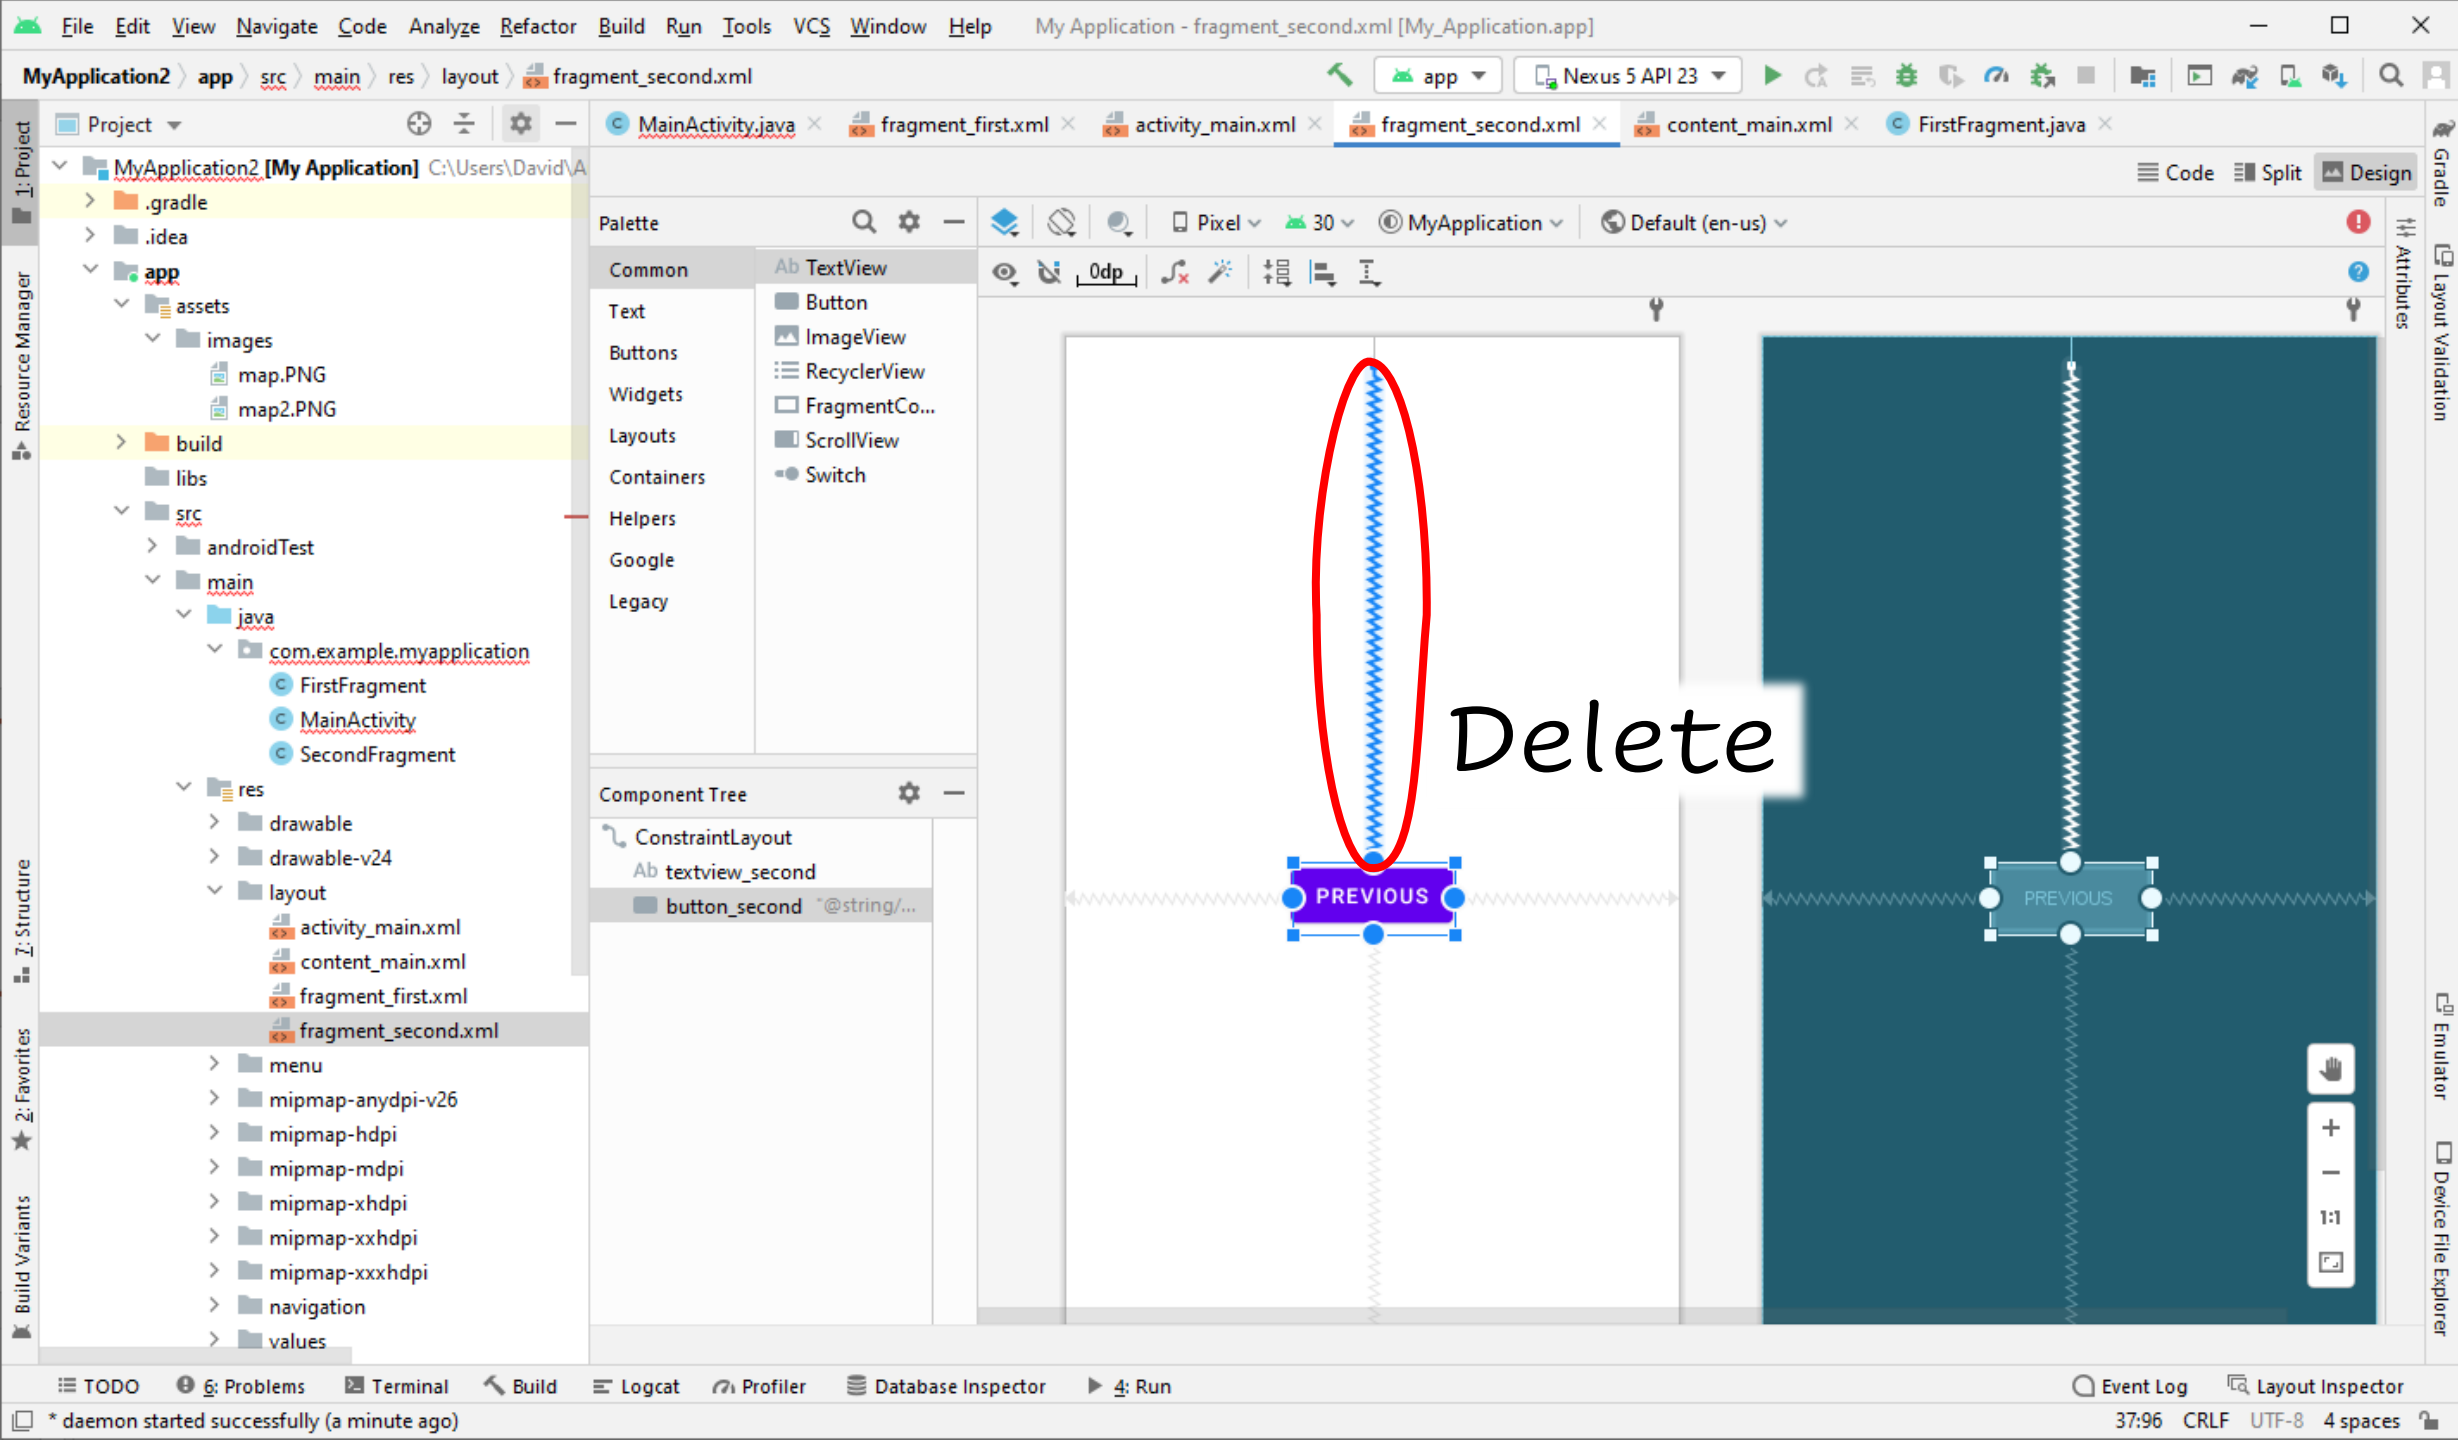 File Edit View Navigate Code Analyze Refactor Build Run Tools VCS Window Help My Application - fragment_second.xml [My_Application.app]
MyApplication2 app src main res layout fragment_second.xml app Nexus 5 API 23
1: Project
Resource Manager
7: Structure
2: Favorites
Build Variants
Project
MyApplication2 [My Application] C:\Users\David\A
.gradle
.idea
app
assets
images
map.PNG
map2.PNG
build
libs
src
androidTest
main
java
com.example.myapplication
FirstFragment
MainActivity
SecondFragment
res
drawable
drawable-v24
layout
activity_main.xml
content_main.xml
fragment_first.xml
fragment_second.xml
menu
mipmap-anydpi-v26
mipmap-hdpi
mipmap-mdpi
mipmap-xhdpi
mipmap-xxhdpi
mipmap-xxxhdpi
navigation
values
MainActivity.java fragment_first.xml activity_main.xml fragment_second.xml content_main.xml FirstFragment.java
Code Split Design
Palette
Common
Text
Buttons
Widgets
Layouts
Containers
Helpers
Google
Legacy
Ab TextView
Button
ImageView
RecyclerView
FragmentCo...
ScrollView
Switch
Component Tree
ConstraintLayout
Ab textview_second
button_second "@string/...
Pixel 30 MyApplication Default (en-us)
0dp
Delete
PREVIOUS
PREVIOUS
1:1
Gradle
Layout Validation
Attributes
Emulator
Device File Explorer
TODO 6: Problems Terminal Build Logcat Profiler Database Inspector 4: Run Event Log Layout Inspector
* daemon started successfully (a minute ago) 37:96 CRLF UTF-8 4 spaces